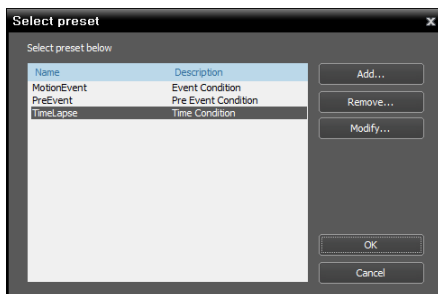 Select preset x
Select preset below
Name Description
MotionEvent Event Condition
PreEvent Pre Event Condition
TimeLapse Time Condition
Add...
Remove...
Modify...
OK
Cancel